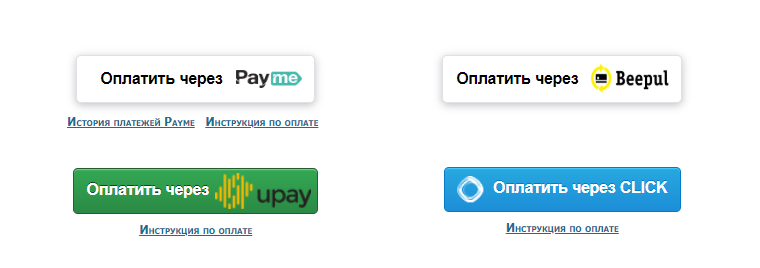 Оплатить через Payme
Оплатить через Beepul
История платежей Payme Инструкция по оплате
Оплатить через upay
Оплатить через CLICK
Инструкция по оплате
Инструкция по оплате